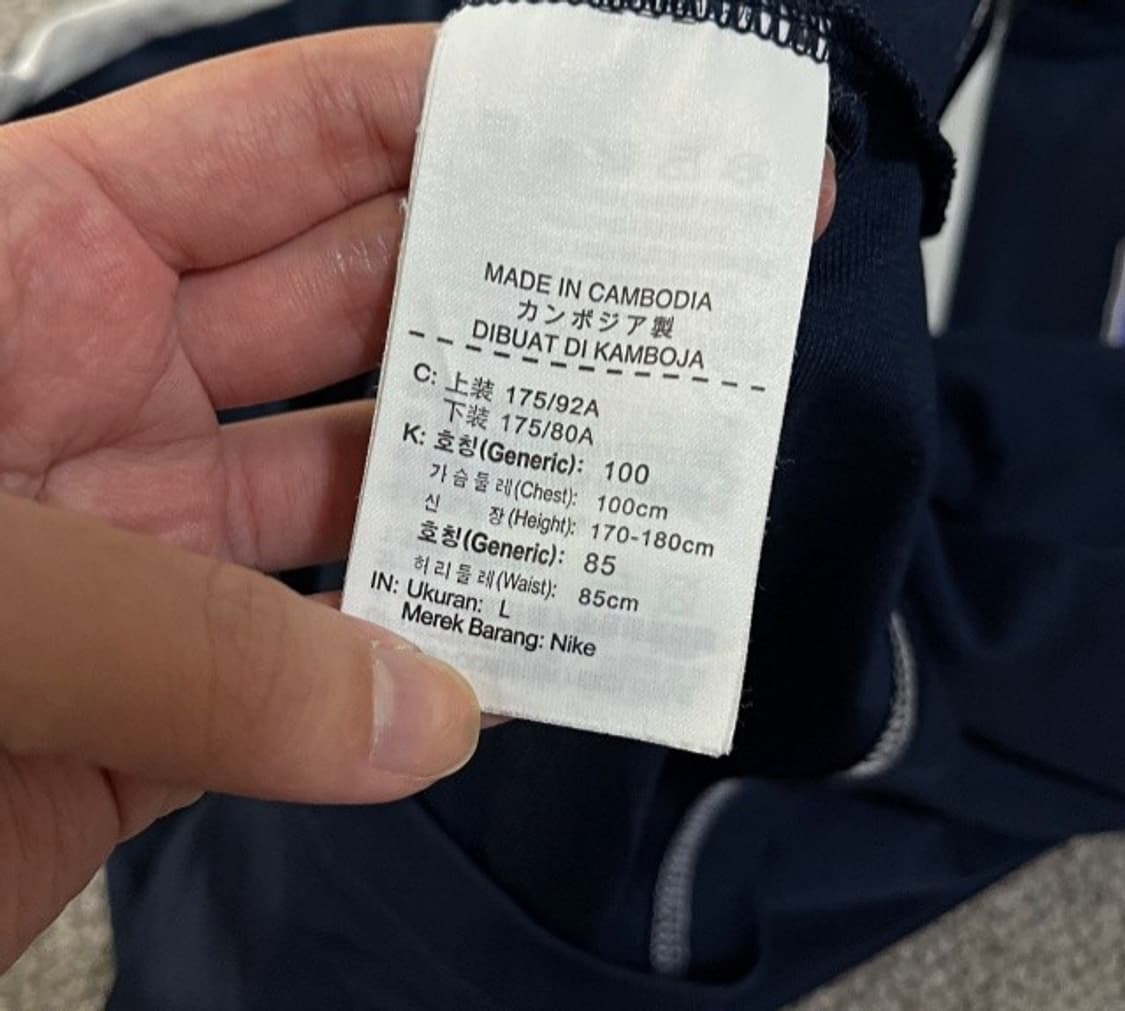 MADE IN CAMBODIA
カンボジア製
DIBUAT DI KAMBOJA
C: 上装 175/92A
下装 175/80A
K: 호칭(Generic): 100
가슴둘레(Chest): 100cm
신 장(Height): 170-180cm
호칭(Generic): 85
허리둘레(Waist): 85cm
IN: Ukuran: L
Merek Barang: Nike